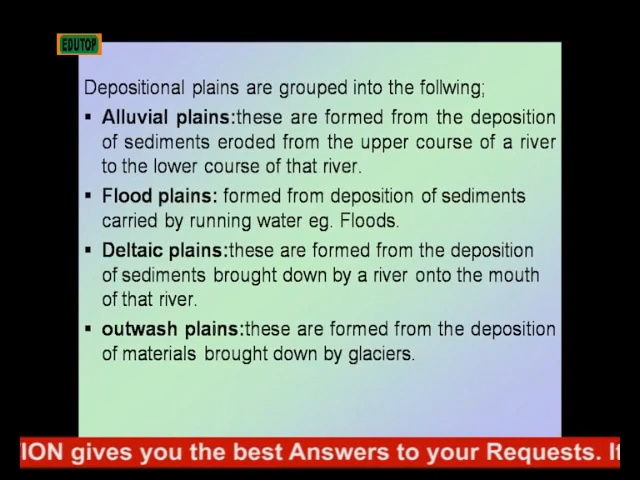 EDUTOP
Depositional plains are grouped into the follwing;
▪ Alluvial plains:these are formed from the deposition
of sediments eroded from the upper course of a river
to the lower course of that river.
▪ Flood plains: formed from deposition of sediments
carried by running water eg. Floods.
▪ Deltaic plains:these are formed from the deposition
of sediments brought down by a river onto the mouth
of that river.
▪ outwash plains:these are formed from the deposition
of materials brought down by glaciers.
TION gives you the best Answers to your Requests. It